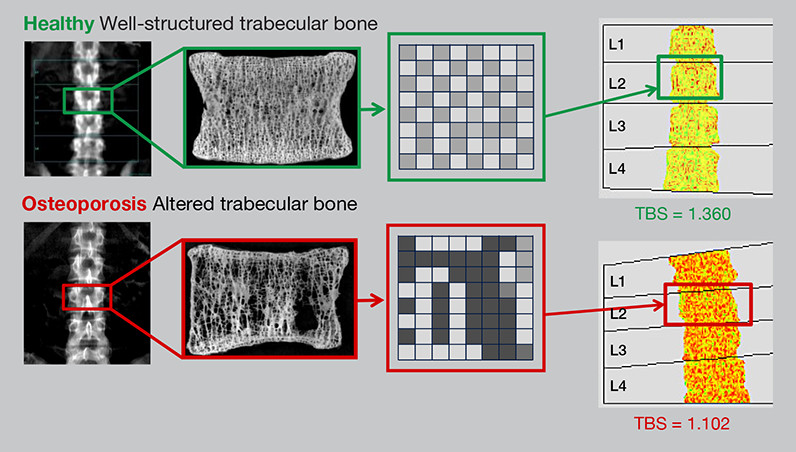 Healthy Well-structured trabecular bone
L1
L2
L3
L4
TBS = 1.360
Osteoporosis Altered trabecular bone
L1
L2
L3
L4
TBS = 1.102